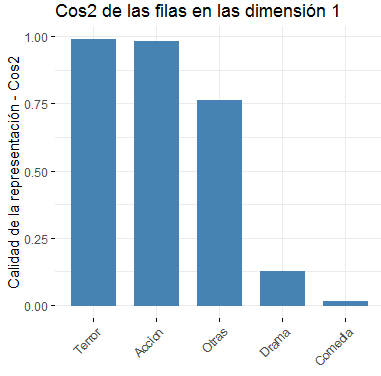 Cos2 de las filas en las dimensión 1
Calidad de la representación - Cos2
1.00
0.75
0.50
0.25
0.00
Terror
Accion
Otras
Drama
Comedia